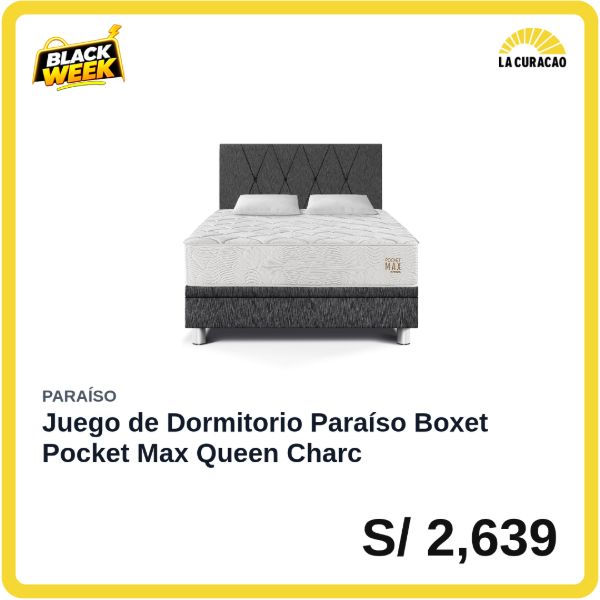 BLACK
WEEK
LA CURACAO
POCKET
MAX
PARAÍSO
Juego de Dormitorio Paraíso Boxet
Pocket Max Queen Charc
S/ 2,639